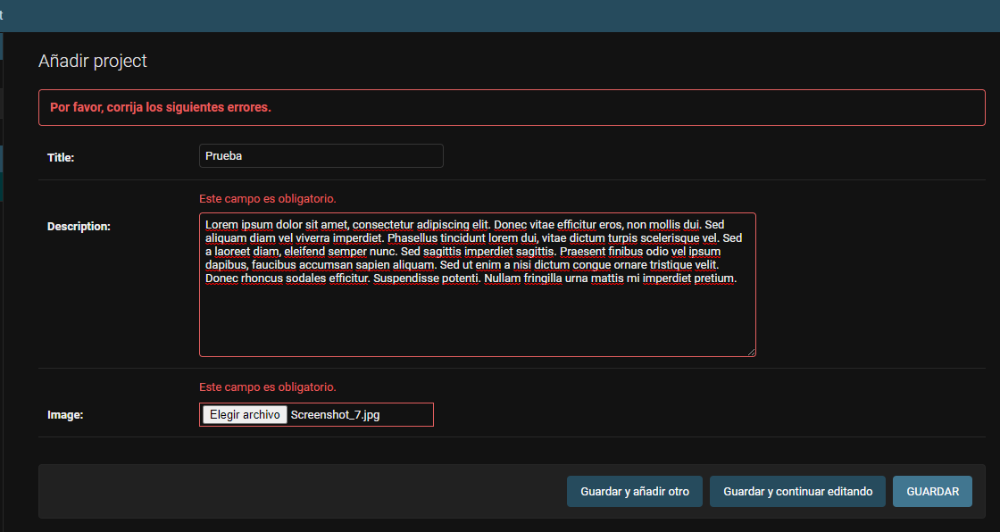 t
Añadir project
Por favor, corrija los siguientes errores.
Title:
Prueba
Este campo es obligatorio.
Description:
Lorem ipsum dolor sit amet, consectetur adipiscing elit. Donec vitae efficitur eros, non mollis dui. Sed
aliquam diam vel viverra imperdiet. Phasellus tincidunt lorem dui, vitae dictum turpis scelerisque vel. Sed
a laoreet diam, eleifend semper nunc. Sed sagittis imperdiet sagittis. Praesent finibus odio vel ipsum
dapibus, faucibus accumsan sapien aliquam. Sed ut enim a nisi dictum congue ornare tristique velit.
Donec rhoncus sodales efficitur. Suspendisse potenti. Nullam fringilla urna mattis mi imperdiet pretium.
Este campo es obligatorio.
Image:
Elegir archivo Screenshot_7.jpg
Guardar y añadir otro
Guardar y continuar editando
GUARDAR